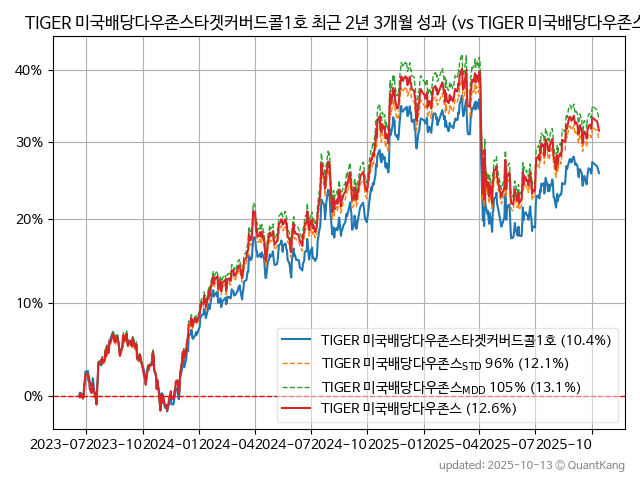 TIGER 미국배당다우존스타겟커버드콜1호 최근 2년 3개월 성과 (vs TIGER 미국배당다우존스
40%
30%
20%
10%
0%
TIGER 미국배당다우존스타겟커버드콜1호 (10.4%)
TIGER 미국배당다우존스STD 96% (12.1%)
TIGER 미국배당다우존스MDD 105% (13.1%)
TIGER 미국배당다우존스 (12.6%)
2023-07 2023-10 2024-01 2024-04 2024-07 2024-10 2025-01 2025-04 2025-07 2025-10
updated: 2025-10-13 ⓒ QuantKang